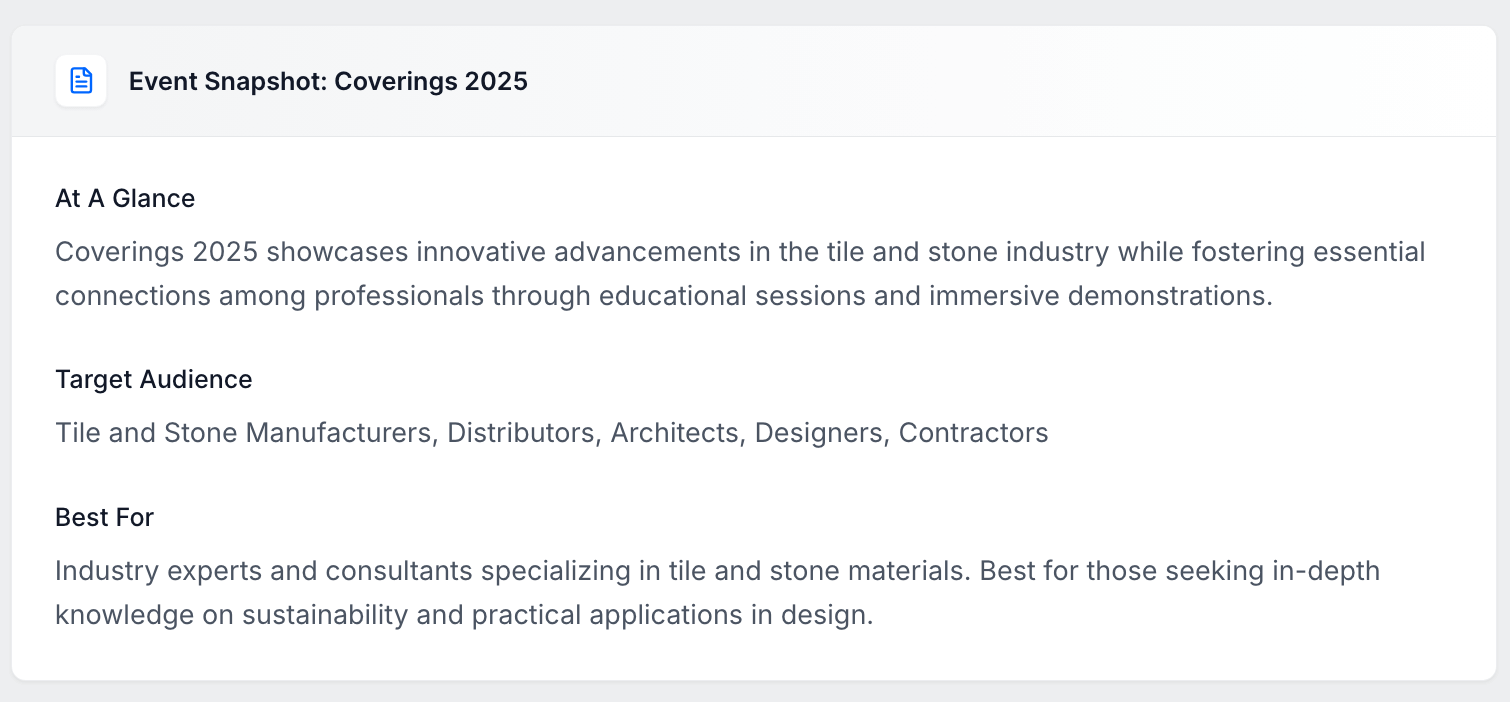 Event Snapshot: Coverings 2025
At A Glance
Coverings 2025 showcases innovative advancements in the tile and stone industry while fostering essential
connections among professionals through educational sessions and immersive demonstrations.
Target Audience
Tile and Stone Manufacturers, Distributors, Architects, Designers, Contractors
Best For
Industry experts and consultants specializing in tile and stone materials. Best for those seeking in-depth
knowledge on sustainability and practical applications in design.